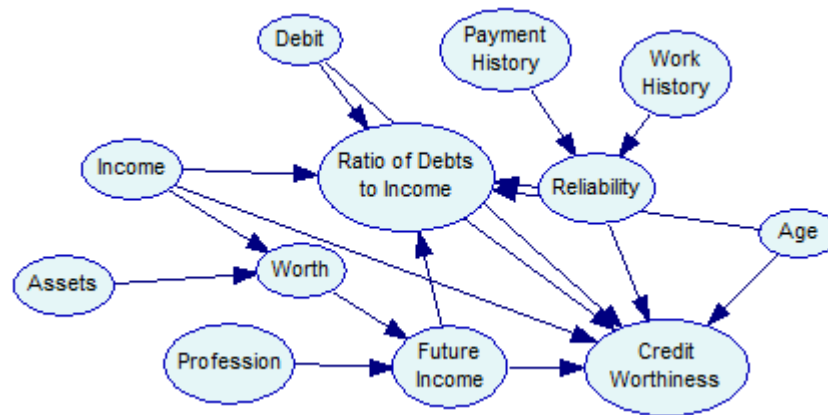 Debit
Payment
History
Work
History
Income
Ratio of Debts
to Income
Reliability
Age
Assets
Worth
Profession
Future
Income
Credit
Worthiness